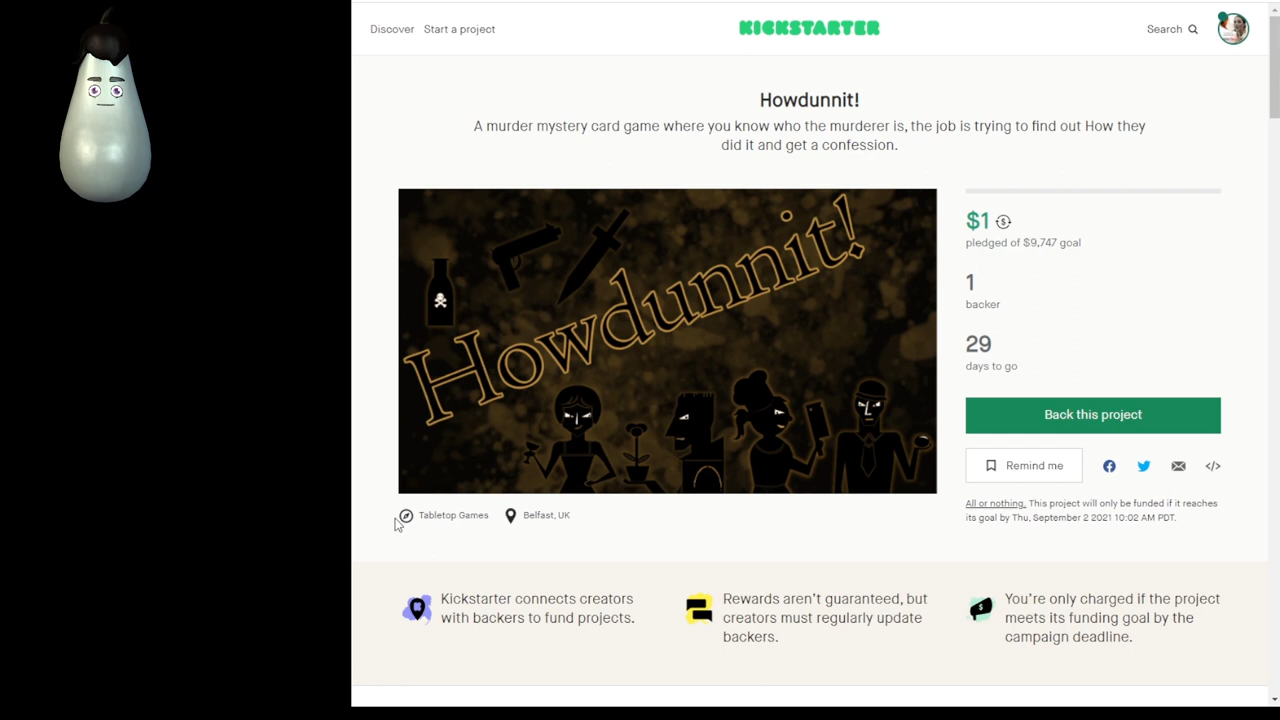 Discover Start a project
KICKSTARTER
Search
Howdunnit!
A murder mystery card game where you know who the murderer is, the job is trying to find out How they
did it and get a confession.
Howdunnit!
$1
pledged of $9,747 goal
1
backer
29
days to go
Back this project
Remind me
All or nothing. This project will only be funded if it reaches
its goal by Thu, September 2 2021 10:02 AM PDT.
Tabletop Games Belfast, UK
Kickstarter connects creators
with backers to fund projects.
Rewards aren't guaranteed, but
creators must regularly update
backers.
You're only charged if the project
meets its funding goal by the
campaign deadline.